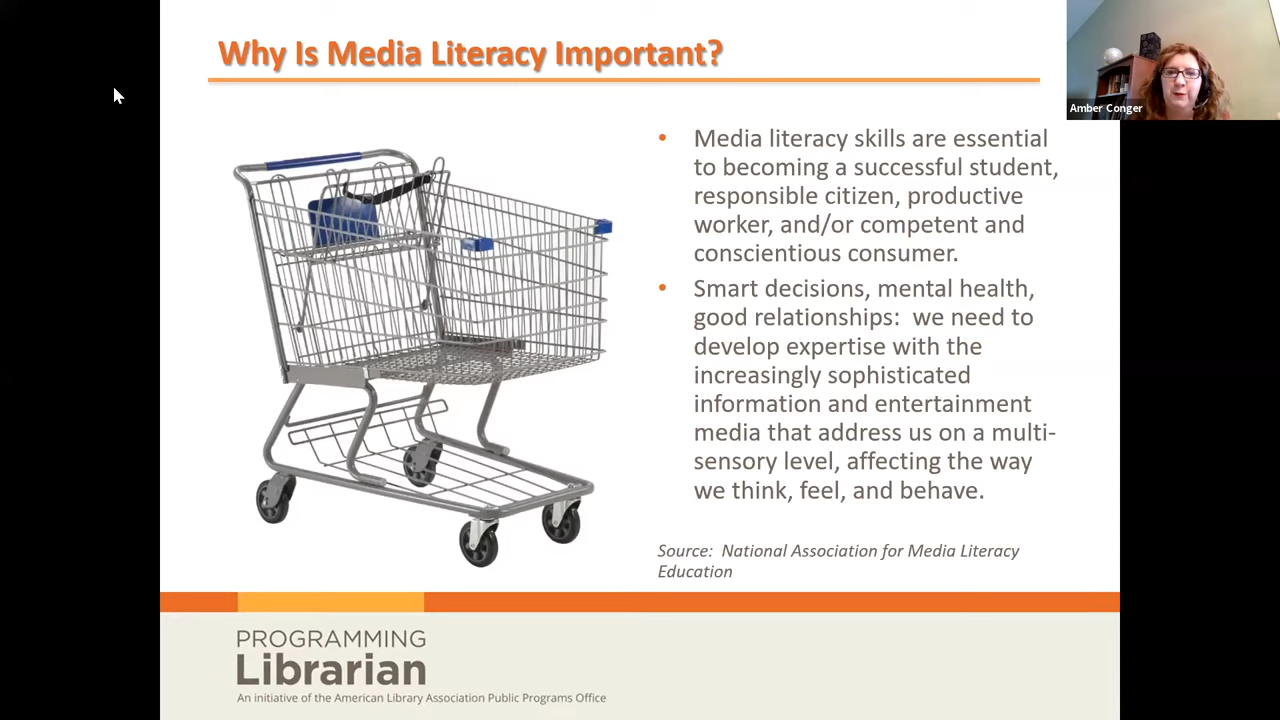 Why Is Media Literacy Important?
Amber Conger
• Media literacy skills are essential
to becoming a successful student,
responsible citizen, productive
worker, and/or competent and
conscientious consumer.
• Smart decisions, mental health,
good relationships:  we need to
develop expertise with the
increasingly sophisticated
information and entertainment
media that address us on a multi-
sensory level, affecting the way
we think, feel, and behave.
Source:  National Association for Media Literacy
Education
PROGRAMMING
Librarian
An initiative of the American Library Association Public Programs Office